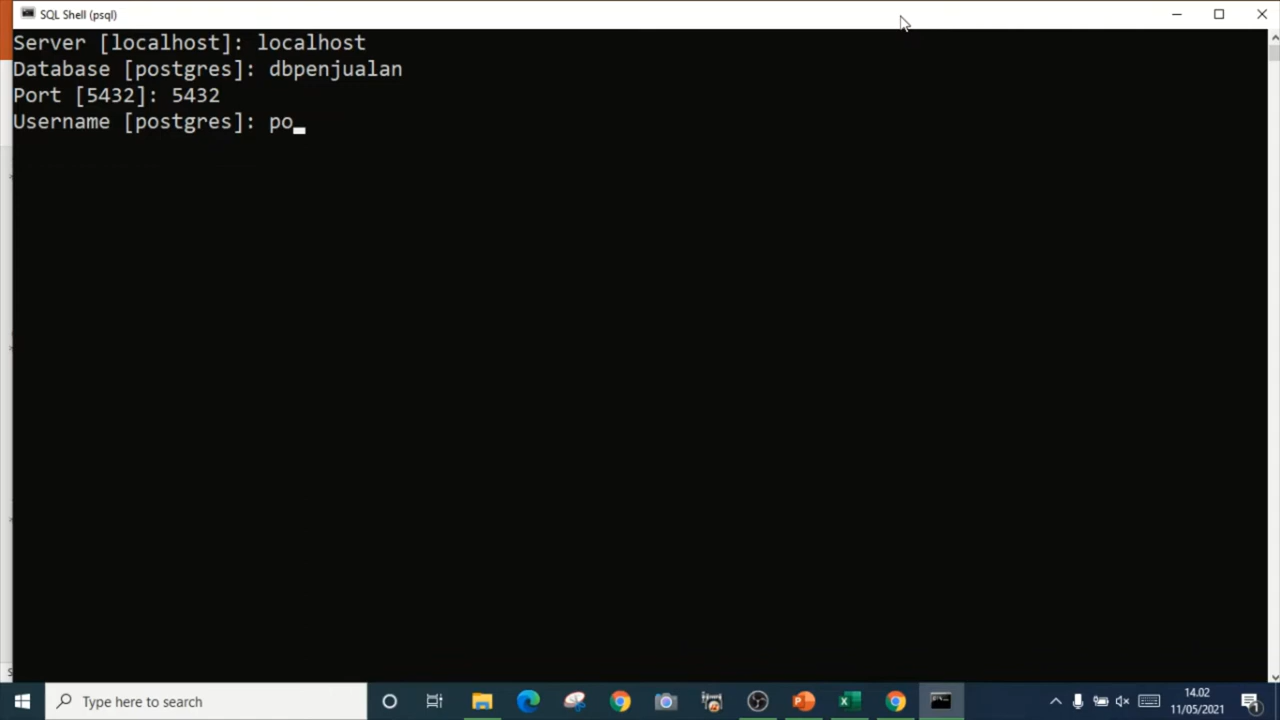 SQL Shell (psql)
Server [localhost]: localhost
Database [postgres]: dbpenjualan
Port [5432]: 5432
Username [postgres]: po
Type here to search
14.02
11/05/2021